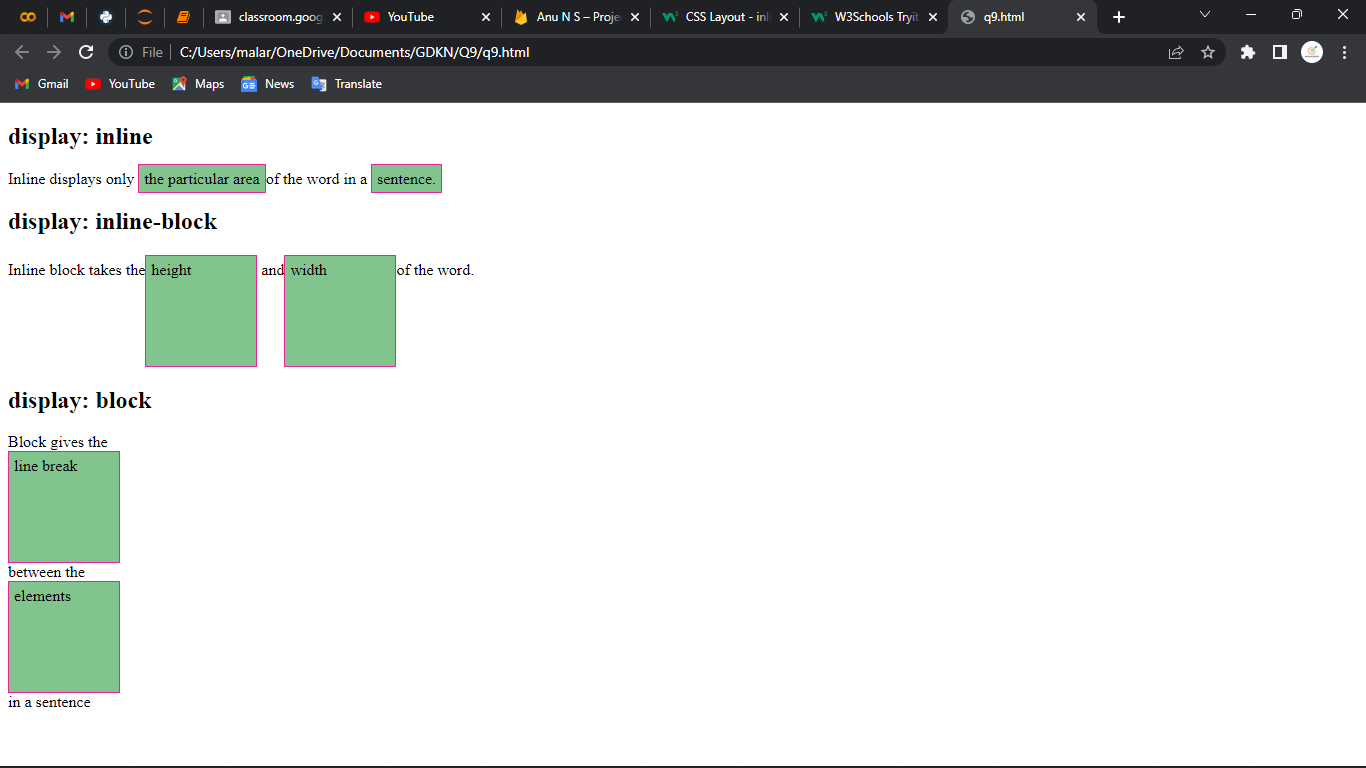 classroom.goog
YouTube
Anu N S – Proje
CSS Layout - inl
W3Schools Tryit
q9.html
File
C:/Users/malar/OneDrive/Documents/GDKN/Q9/q9.html
Gmail
YouTube
Maps
News
Translate
display: inline
Inline displays only the particular area of the word in a sentence.
display: inline-block
Inline block takes the height and width of the word.
display: block
Block gives the
line break
between the
elements
in a sentence